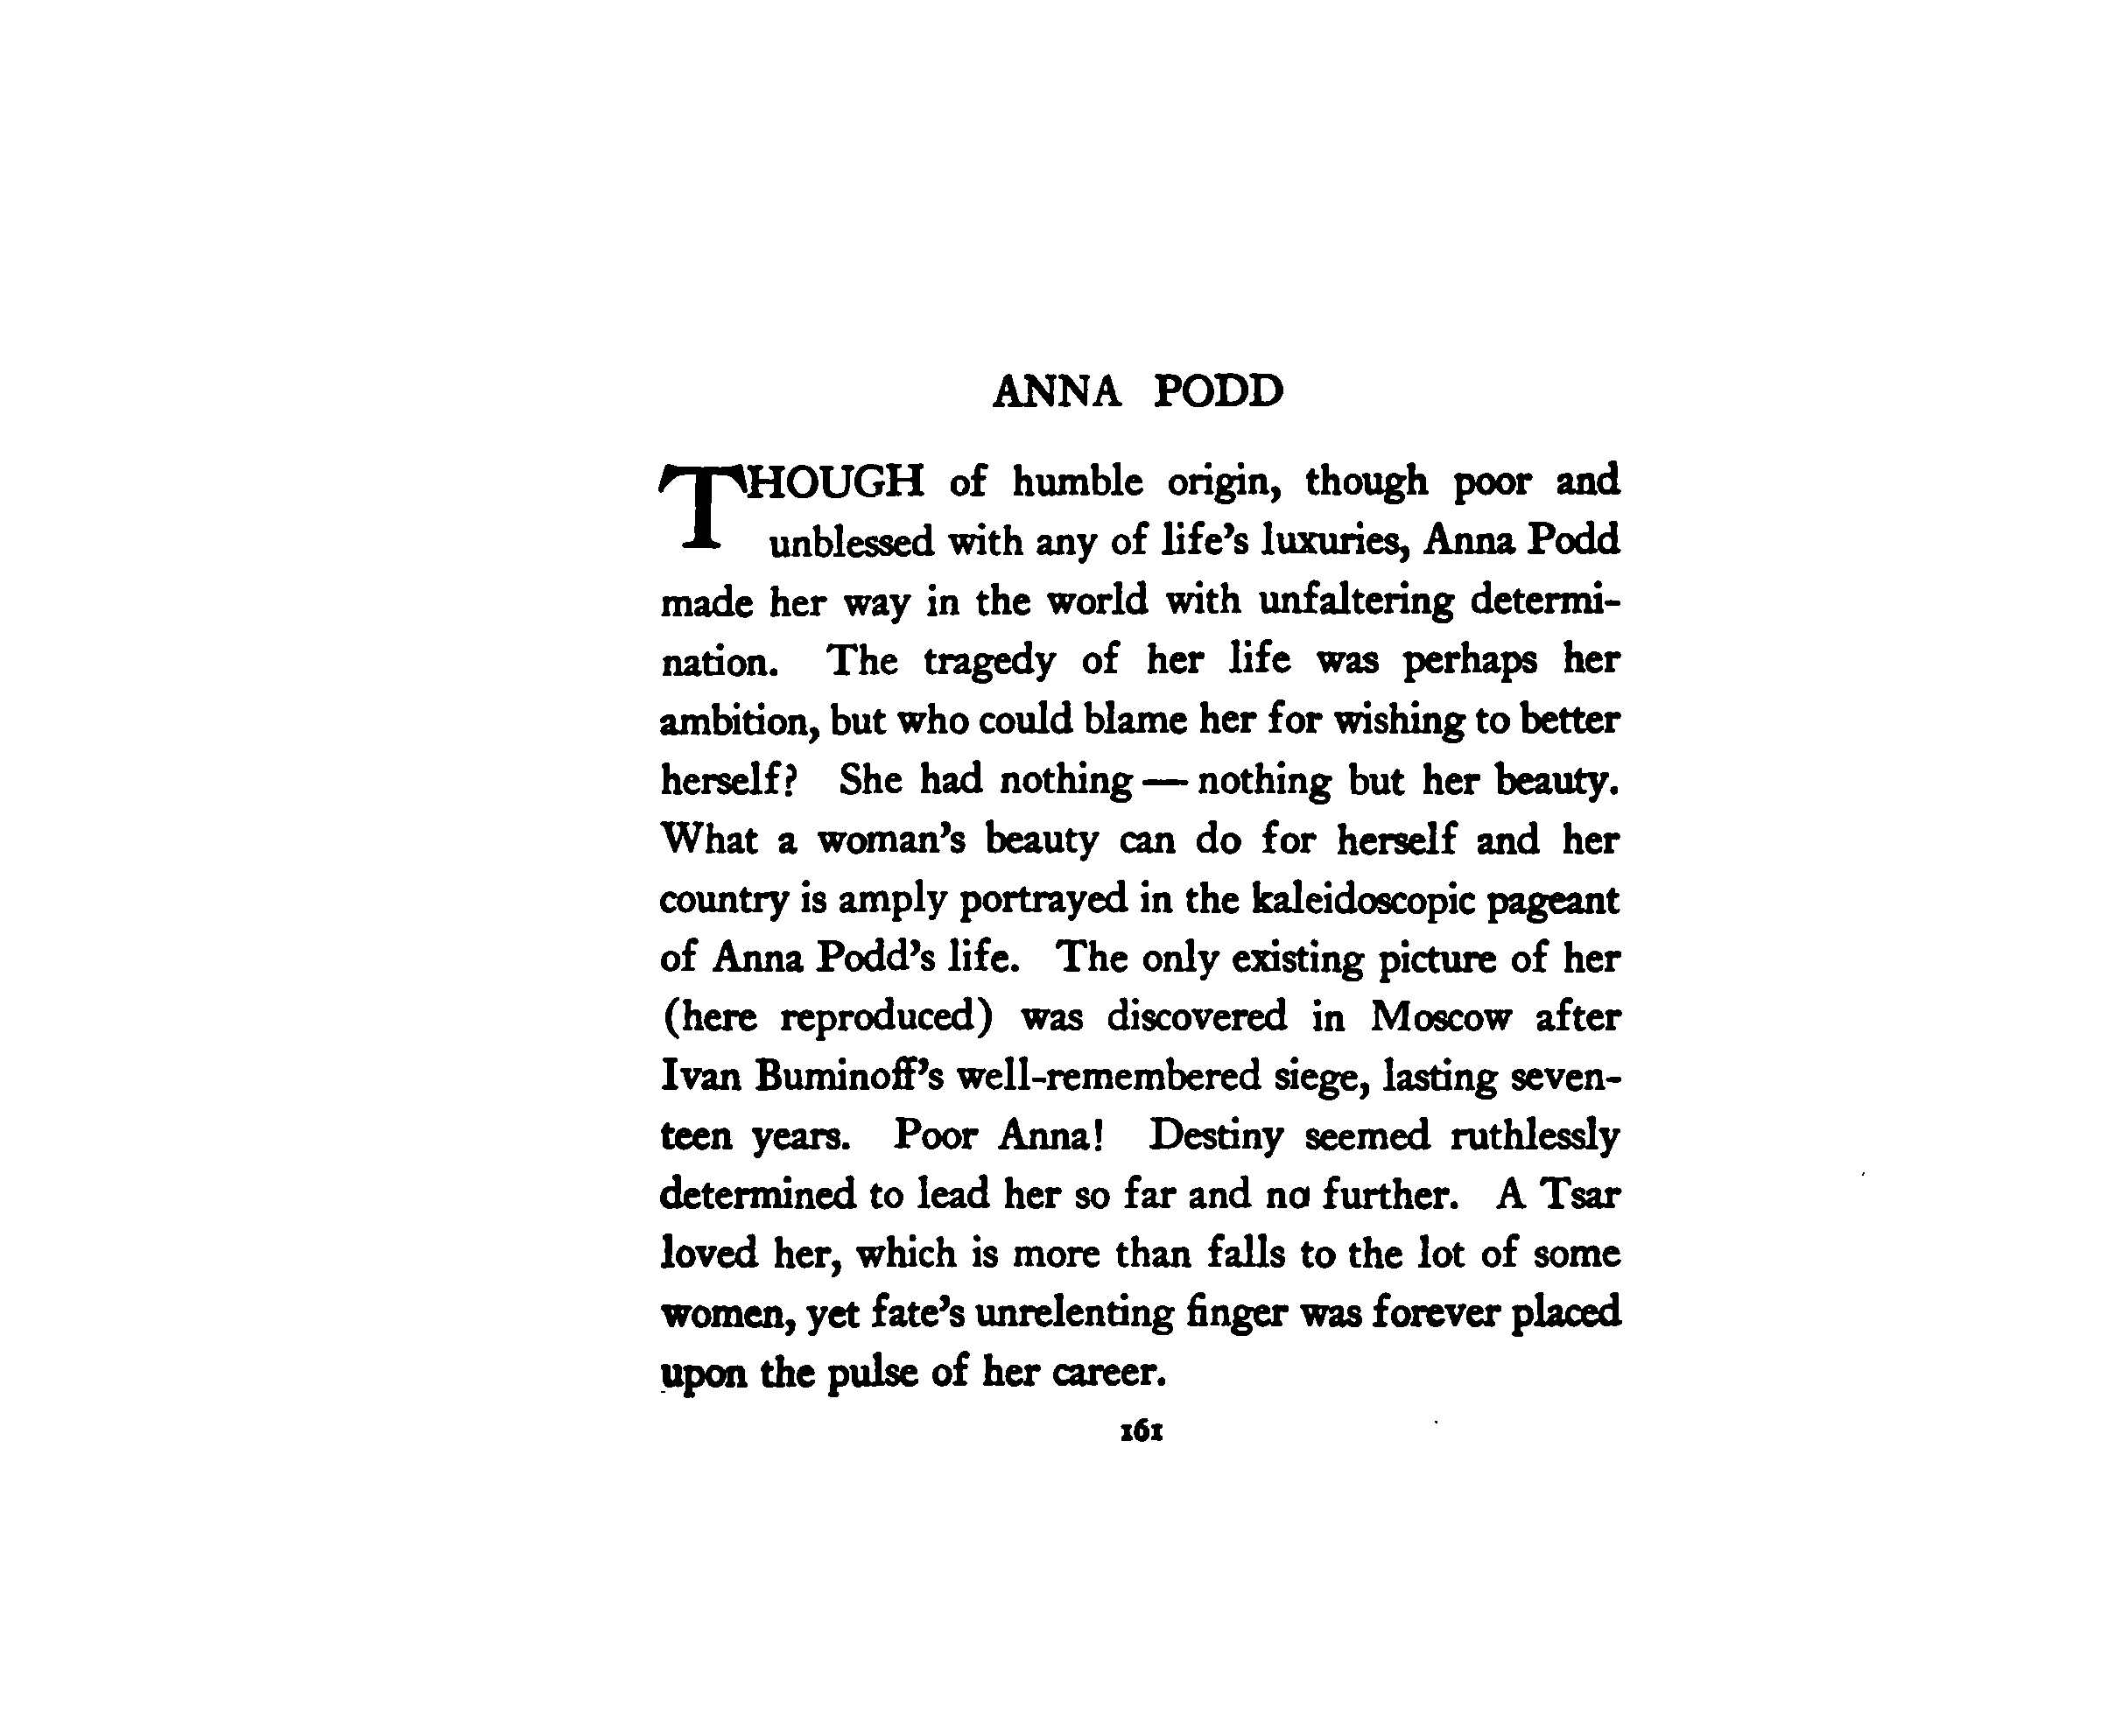 ANNA PODD
THOUGH of humble origin, though poor and
unblessed with any of life's luxuries, Anna Podd
made her way in the world with unfaltering determi-
nation. The tragedy of her life was perhaps her
ambition, but who could blame her for wishing to better
herself? She had nothing — nothing but her beauty.
What a woman's beauty can do for herself and her
country is amply portrayed in the kaleidoscopic pageant
of Anna Podd's life. The only existing picture of her
(here reproduced) was discovered in Moscow after
Ivan Buminoff's well-remembered siege, lasting seven-
teen years. Poor Anna! Destiny seemed ruthlessly
determined to lead her so far and no further. A Tsar
loved her, which is more than falls to the lot of some
women, yet fate's unrelenting finger was forever placed
upon the pulse of her career.
161